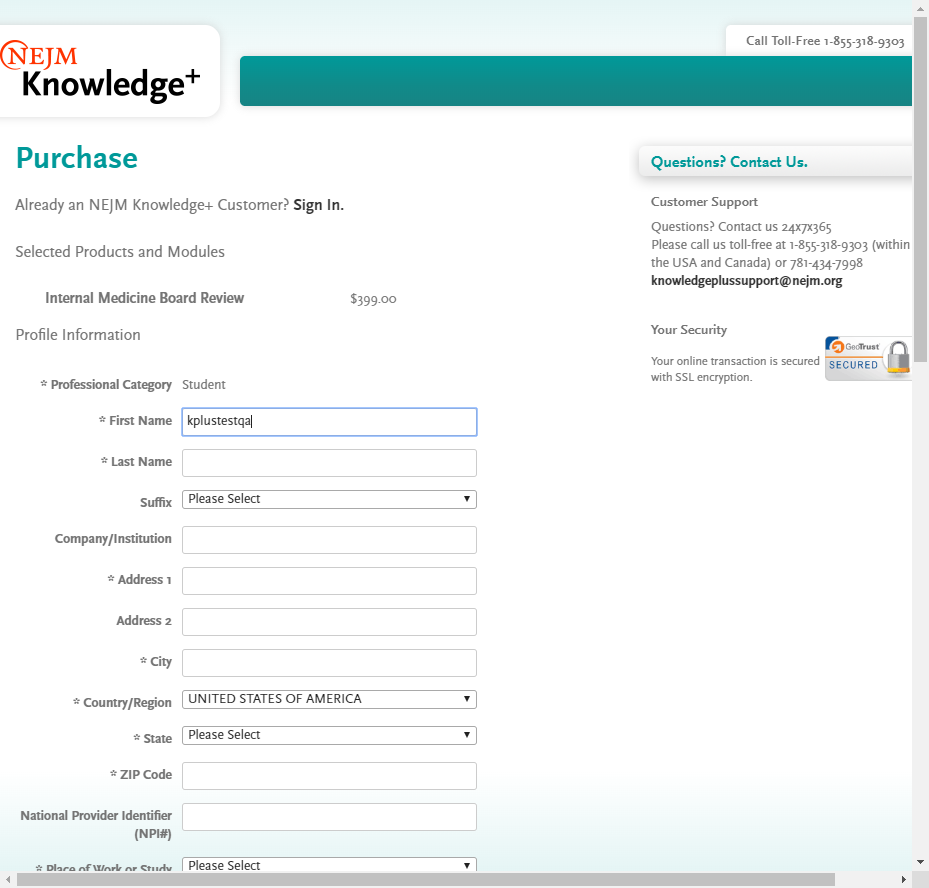 Call Toll-Free 1-855-318-9303
NEJM
Knowledge+
Purchase
Already an NEJM Knowledge+ Customer? Sign In.
Selected Products and Modules
Internal Medicine Board Review $399.00
Profile Information
* Professional Category Student
* First Name kplustestqa
* Last Name
Suffix Please Select
Company/Institution
* Address 1
Address 2
* City
* Country/Region UNITED STATES OF AMERICA
* State Please Select
* ZIP Code
National Provider Identifier
(NPI#)
* Place of Work or Study Please Select
Questions? Contact Us.
Customer Support
Questions? Contact us 24x7x365
Please call us toll-free at 1-855-318-9303 (within
the USA and Canada) or 781-434-7998
knowledgeplussupport@nejm.org
Your Security
Your online transaction is secured
with SSL encryption.
GeoTrust
SECURED